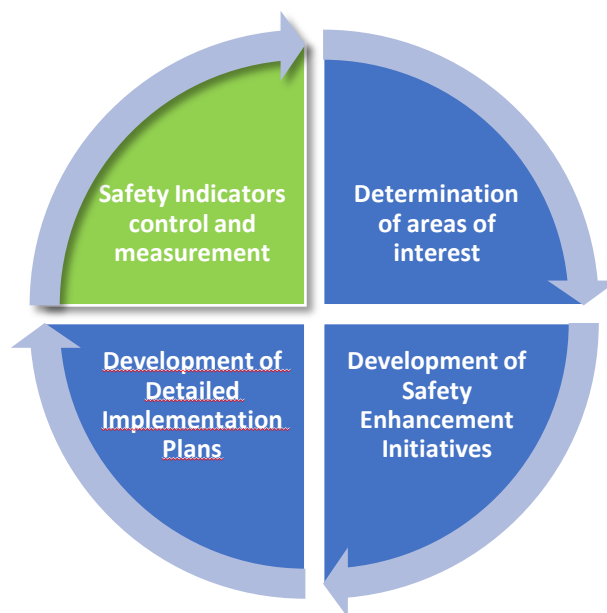 Safety Indicators
control and
measurement
Determination
of areas of
interest
Development of
Detailed
Implementation
Plans
Development of
Safety
Enhancement
Initiatives